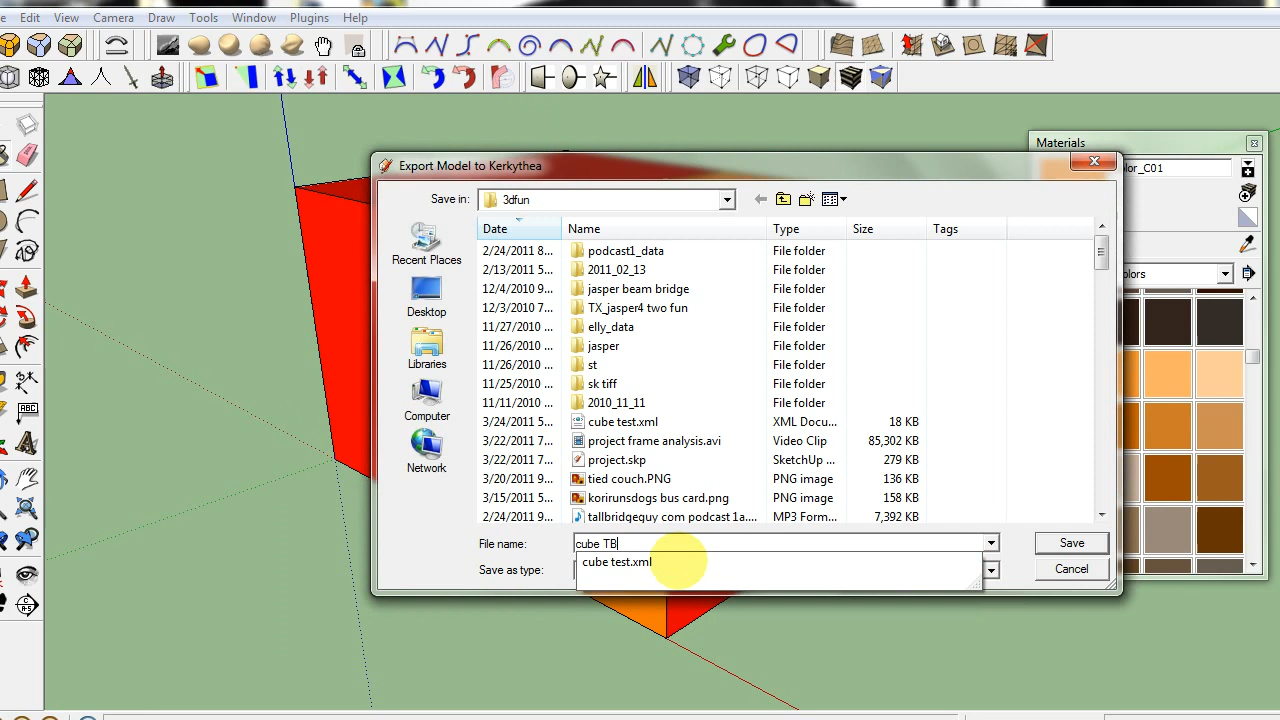 Edit View Camera Draw Tools Window Plugins Help
Materials
Export Model to Kerkythea
Save in: 3dfun
Date Name Type Size Tags
Recent Places
Desktop
Libraries
Computer
Network
2/24/2011 8... podcast1_data File folder
2/13/2011 5... 2011_02_13 File folder
12/4/2010 9... jasper beam bridge File folder
12/3/2010 7... TX_jasper4 two fun File folder
11/27/2010 ... elly_data File folder
11/26/2010 ... jasper File folder
11/26/2010 ... st File folder
11/25/2010 ... sk tiff File folder
11/11/2010 ... 2010_11_11 File folder
3/24/2011 5... cube test.xml XML Docu... 18 KB
3/22/2011 7... project frame analysis.avi Video Clip 85,302 KB
3/22/2011 7... project.skp SketchUp ... 279 KB
3/20/2011 9... tied couch.PNG PNG image 136 KB
3/15/2011 5... korirunsdogs bus card.png PNG image 158 KB
2/24/2011 9... tallbridgeguy com podcast 1a.... MP3 Form... 7,392 KB
File name: cube TB
Save
cube test.xml
Save as type:
Cancel
olor_C01
olors
ABC